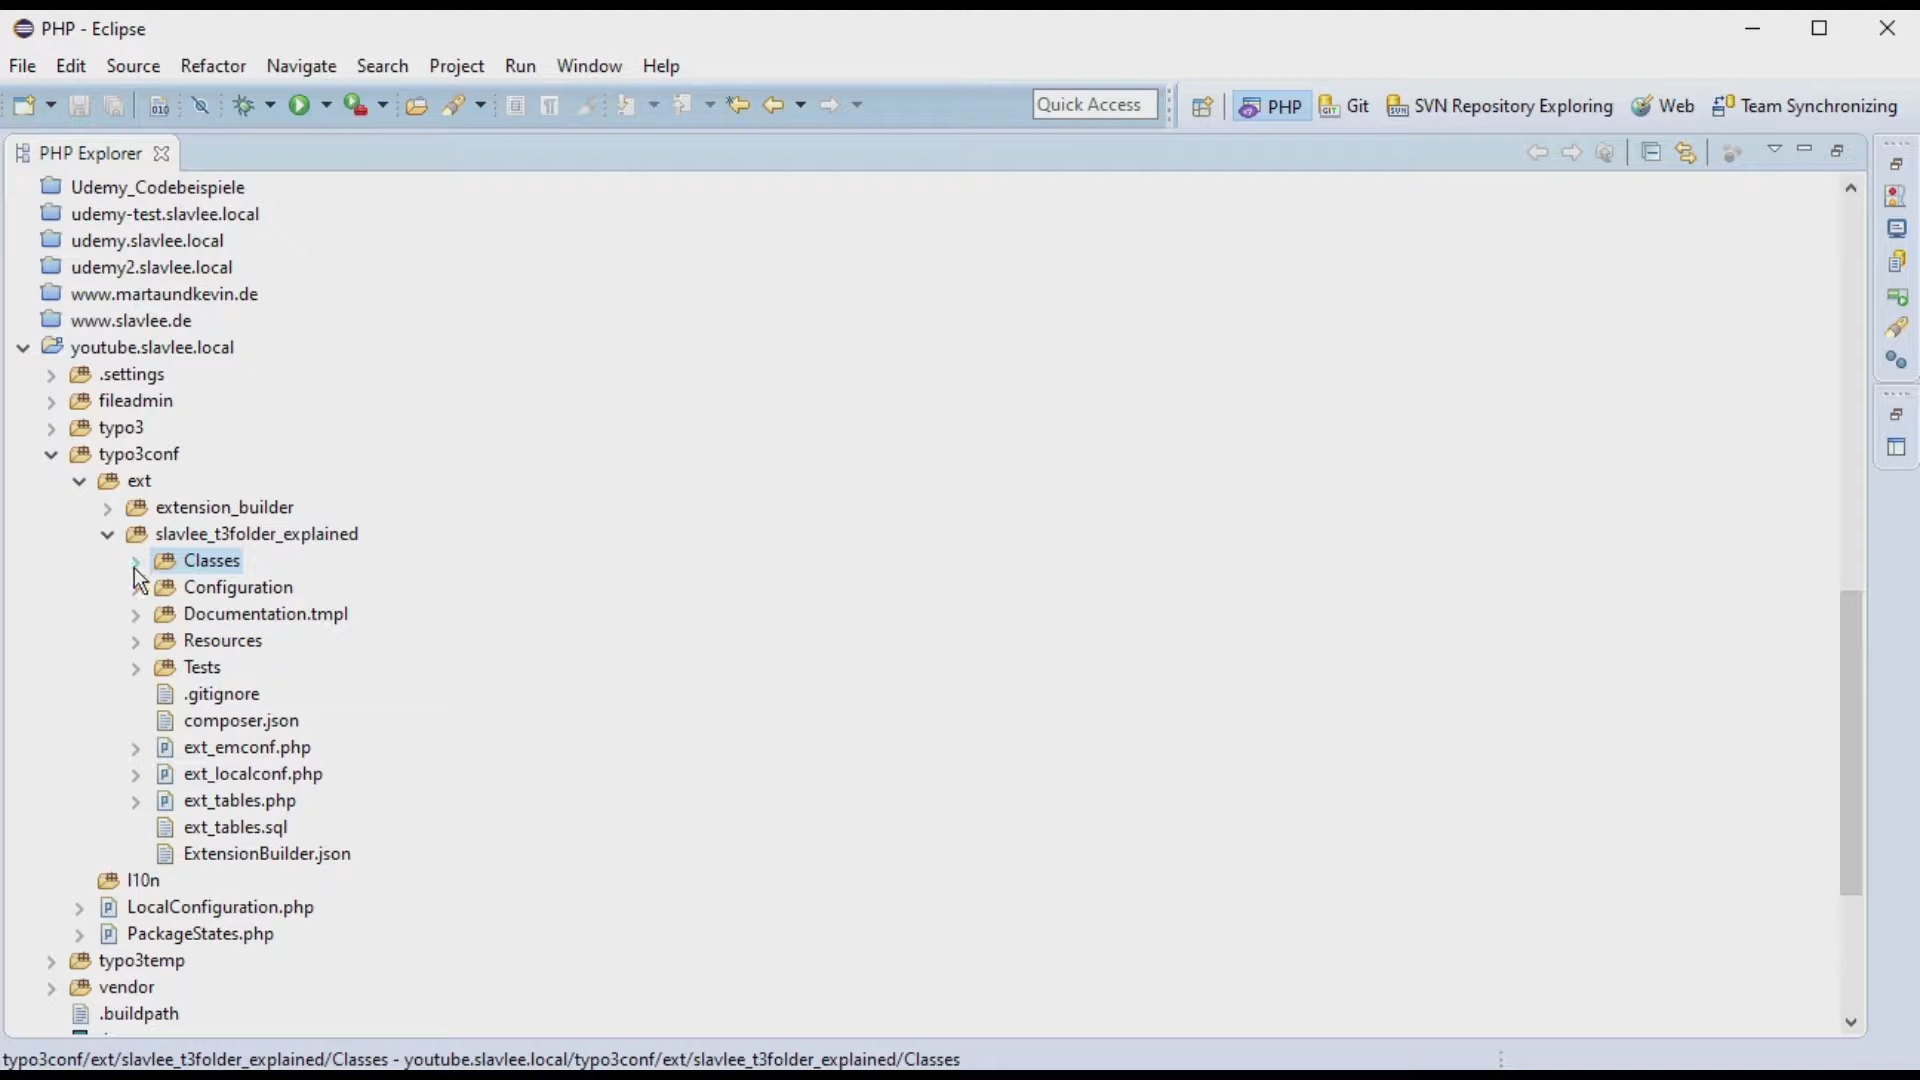 PHP - Eclipse
File Edit Source Refactor Navigate Search Project Run Window Help
Quick Access PHP Git SVN Repository Exploring Web Team Synchronizing
PHP Explorer
Udemy_Codebeispiele
udemy-test.slavlee.local
udemy.slavlee.local
udemy2.slavlee.local
www.martaundkevin.de
www.slavlee.de
youtube.slavlee.local
.settings
fileadmin
typo3
typo3conf
ext
extension_builder
slavlee_t3folder_explained
Classes
Configuration
Documentation.tmpl
Resources
Tests
.gitignore
composer.json
ext_emconf.php
ext_localconf.php
ext_tables.php
ext_tables.sql
ExtensionBuilder.json
l10n
LocalConfiguration.php
PackageStates.php
typo3temp
vendor
.buildpath
typo3conf/ext/slavlee_t3folder_explained/Classes - youtube.slavlee.local/typo3conf/ext/slavlee_t3folder_explained/Classes